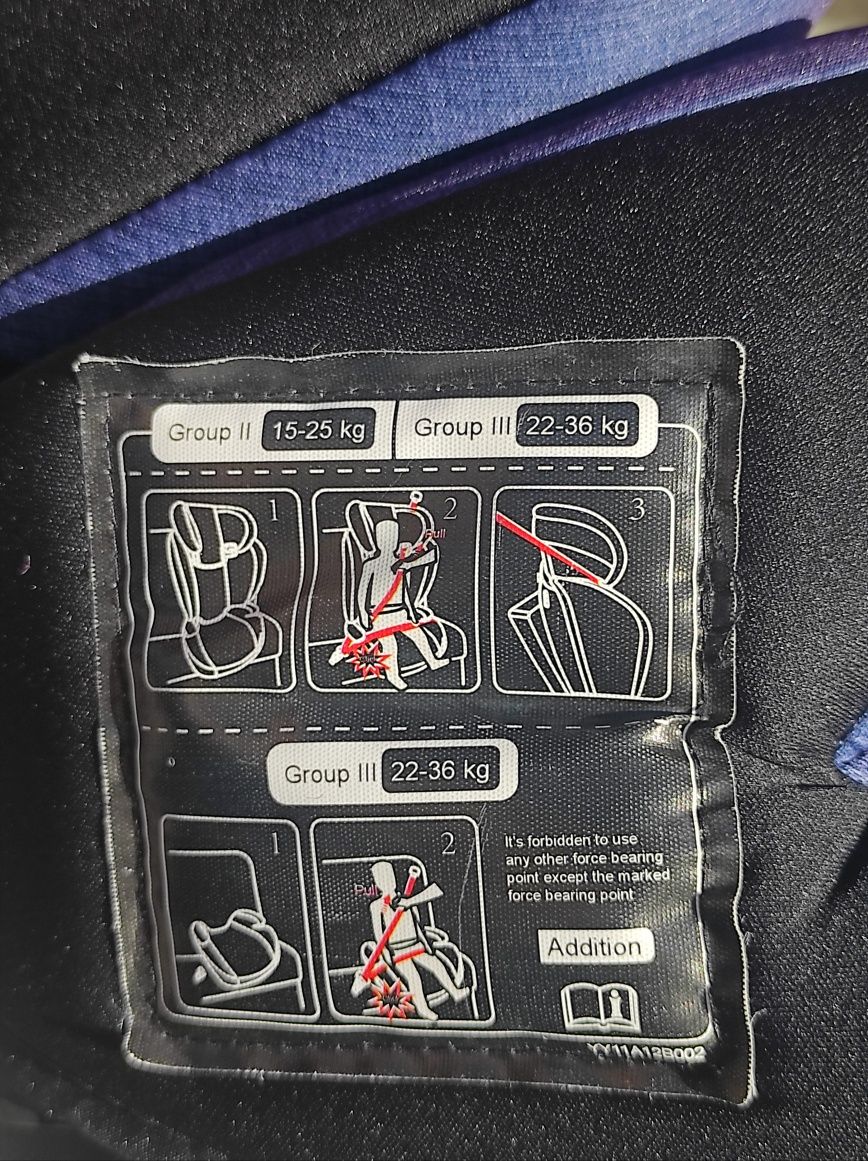 Group II 15-25 kg Group III 22-36 kg
1 2 3
Pull
Group III 22-36 kg
1 2
Pull
It's forbidden to use
any other force bearing
point except the marked
force bearing point
Addition
i
YY11A12B002